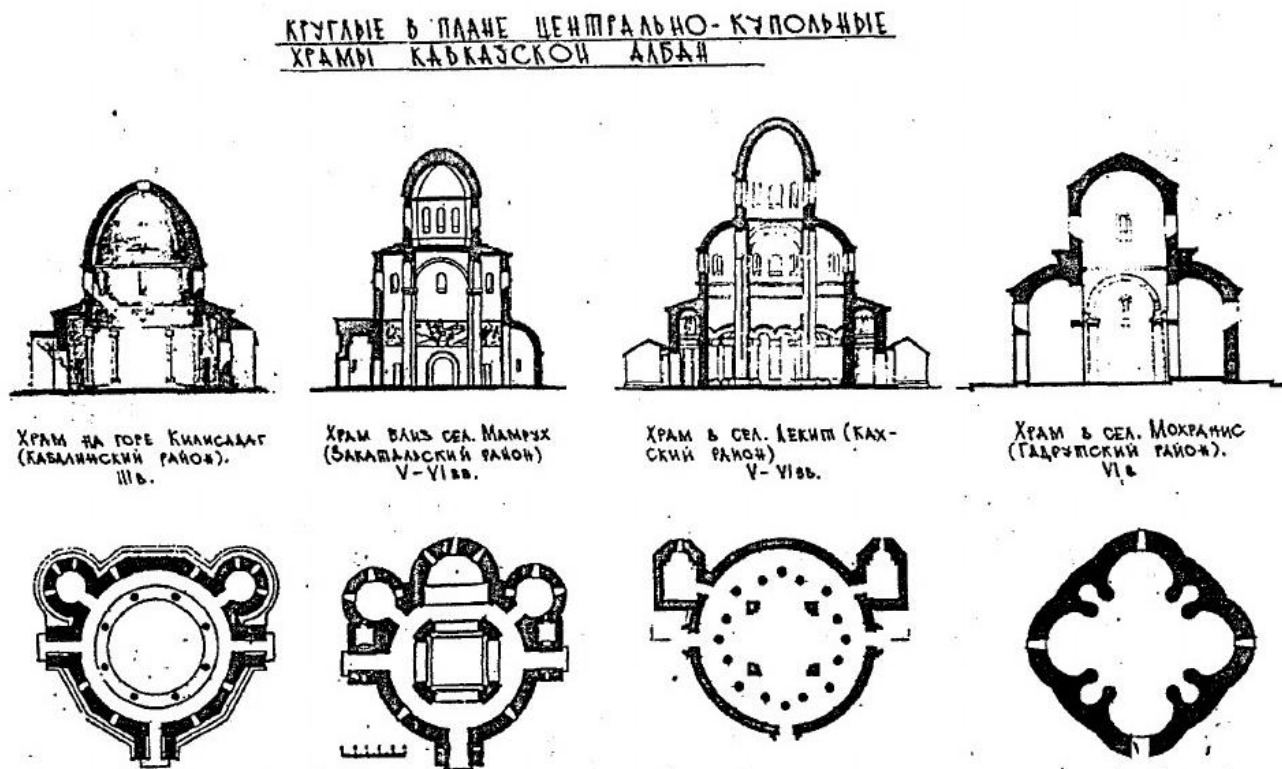 КРУГЛЫЕ В ПЛАНЕ ЦЕНТРАЛЬНО-КУПОЛЬНЫЕ
ХРАМЫ КАВКАЗСКОЙ АЛБАН
ХРАМ НА ГОРЕ КИЛИСАДАГ
(КАБАЛИНСКИЙ РАЙОН).
III в.
ХРАМ ВЛИЗ СЕЛ. МАМРУХ
(ЗАКАТАЛЬСКИЙ РАЙОН)
V-VI вв.
ХРАМ В СЕЛ. ЛЕКИТ (КАХ-
СКИЙ РАЙОН)
V-VI вв.
ХРАМ В СЕЛ. МОХРАНИС
(ГАДРУТСКИЙ РАЙОН).
VI в